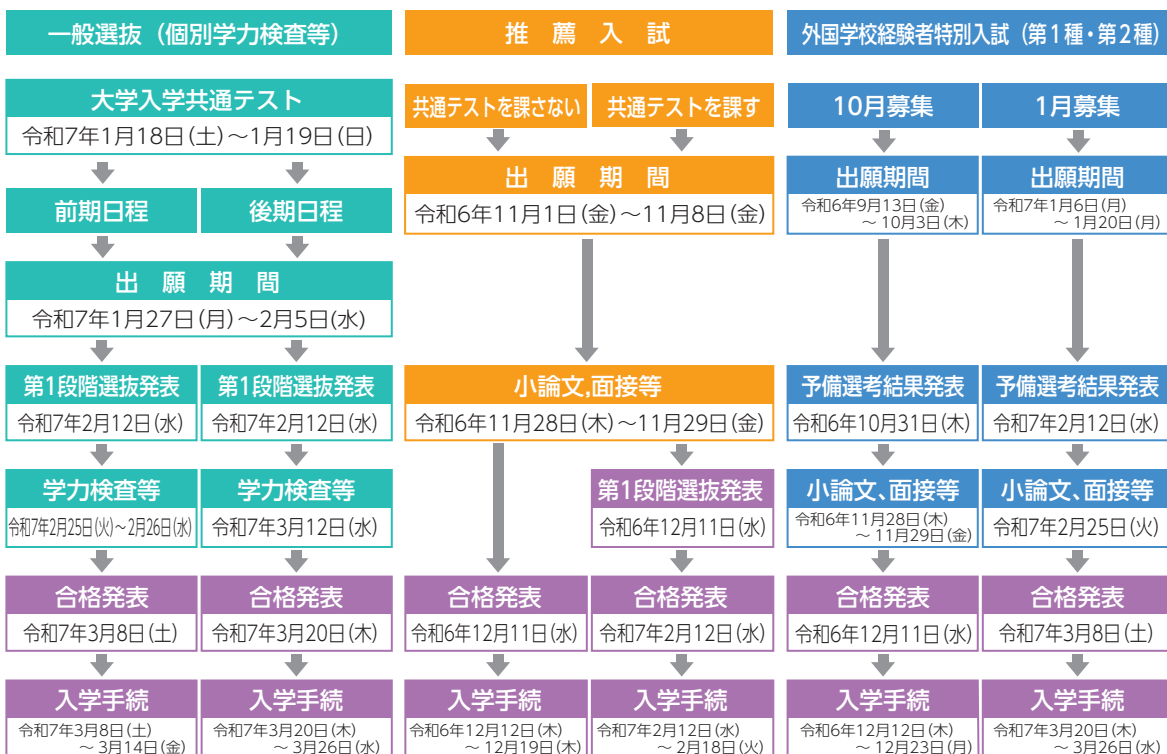 一般選抜（個別学力検査等）
大学入学共通テスト
令和7年1月18日(土)～1月19日(日)
前期日程
後期日程
出願期間
令和7年1月27日(月)～2月5日(水)
第1段階選抜発表
令和7年2月12日(水)
第1段階選抜発表
令和7年2月12日(水)
学力検査等
令和7年2月25日(火)～2月26日(水)
学力検査等
令和7年3月12日(水)
合格発表
令和7年3月8日(土)
合格発表
令和7年3月20日(木)
入学手続
令和7年3月8日(土)
～3月14日(金)
入学手続
令和7年3月20日(木)
～3月26日(水)
推薦入試
共通テストを課さない
共通テストを課す
出願期間
令和6年11月1日(金)～11月8日(金)
小論文,面接等
令和6年11月28日(木)～11月29日(金)
第1段階選抜発表
令和6年12月11日(水)
合格発表
令和6年12月11日(水)
合格発表
令和7年2月12日(水)
入学手続
令和6年12月12日(木)
～12月19日(木)
入学手続
令和7年2月12日(水)
～2月18日(火)
外国学校経験者特別入試（第1種・第2種）
10月募集
1月募集
出願期間
令和6年9月13日(金)
～10月3日(木)
出願期間
令和7年1月6日(月)
～1月20日(月)
予備選考結果発表
令和6年10月31日(木)
予備選考結果発表
令和7年2月12日(水)
小論文、面接等
令和6年11月28日(木)
～11月29日(金)
小論文、面接等
令和7年2月25日(火)
合格発表
令和6年12月11日(水)
合格発表
令和7年3月8日(土)
入学手続
令和6年12月12日(木)
～12月23日(月)
入学手続
令和7年3月20日(木)
～3月26日(水)